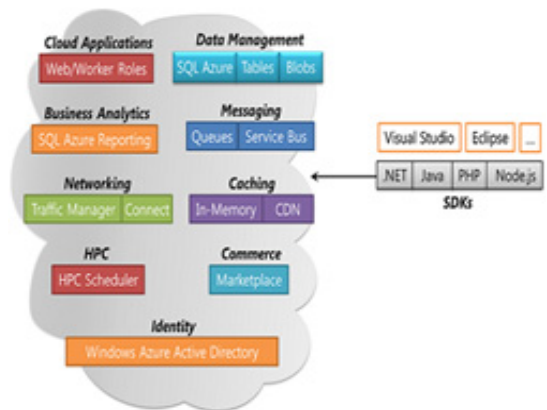 Cloud Applications
Web/Worker Roles
Data Management
SQL Azure Tables Blobs
Business Analytics
SQL Azure Reporting
Messaging
Queues Service Bus
Networking
Traffic Manager Connect
Caching
In-Memory CDN
HPC
HPC Scheduler
Commerce
Marketplace
Identity
Windows Azure Active Directory
Visual Studio Eclipse ...
.NET Java PHP Node.js
SDKs